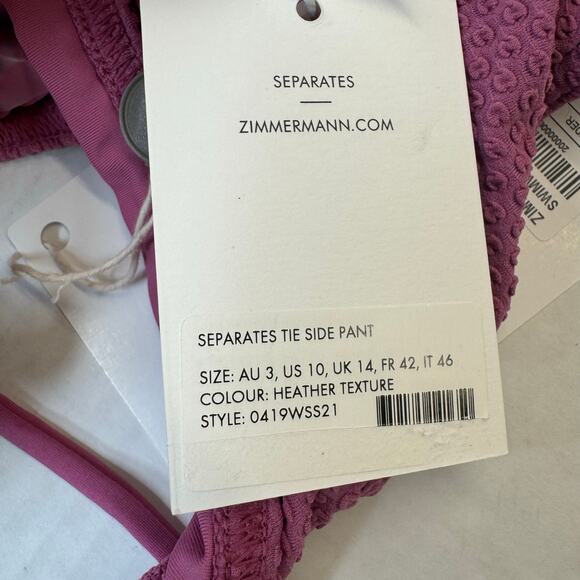 SEPARATES
ZIMMERMANN.COM
SEPARATES TIE SIDE PANT
SIZE: AU 3, US 10, UK 14, FR 42, IT 46
COLOUR: HEATHER TEXTURE
STYLE: 0419WSS21